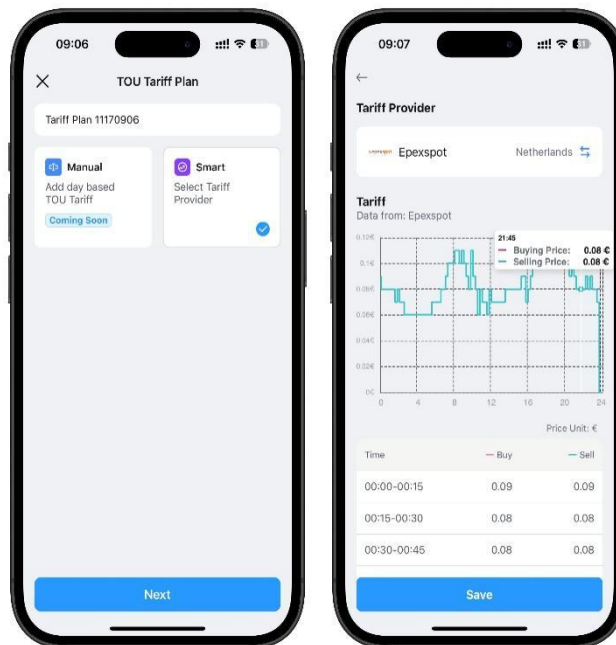 09:06
TOU Tariff Plan
Tariff Plan 11170906
Manual
Add day based
TOU Tariff
Coming Soon
Smart
Select Tariff
Provider
Next
09:07
Tariff Provider
Epexspot
Netherlands
Tariff
Data from: Epexspot
0.12€
0.1€
0.08€
0.06€
0.04€
0.02€
0€
21:45
Buying Price: 0.08 €
Selling Price: 0.08 €
0 4 8 12 16 20 24
Price Unit: €
Time Buy Sell
00:00-00:15 0.09 0.09
00:15-00:30 0.08 0.08
00:30-00:45 0.08 0.08
Save